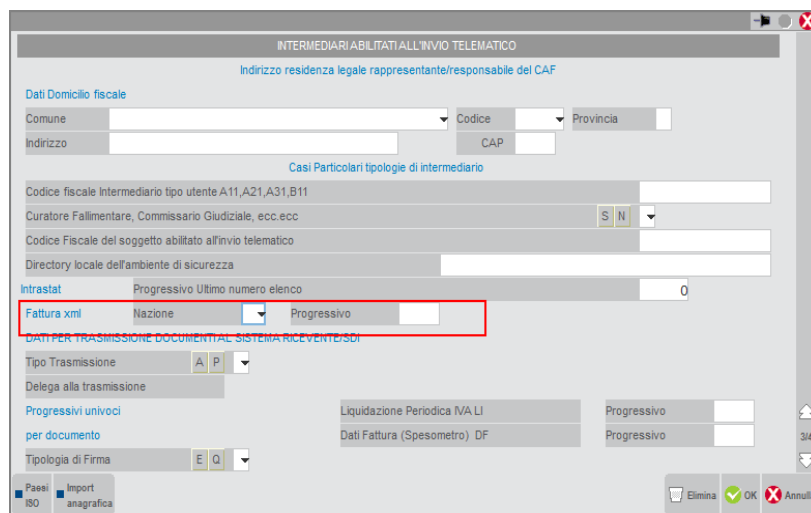 INTERMEDIARI ABILITATI ALL'INVIO TELEMATICO
Indirizzo residenza legale rappresentante/responsabile del CAF
Dati Domicilio fiscale
Comune Codice Provincia
Indirizzo CAP
Casi Particolari tipologie di intermediario
Codice fiscale Intermediario tipo utente A11,A21,A31,B11
Curatore Fallimentare, Commissario Giudiziale, ecc.ecc S N
Codice Fiscale del soggetto abilitato all'invio telematico
Directory locale dell'ambiente di sicurezza
Intrastat Progressivo Ultimo numero elenco 0
Fattura xml Nazione Progressivo
DATI PER TRASMISSIONE DOCUMENTI AL SISTEMA RICEVENTE/SDI
Tipo Trasmissione A P
Delega alla trasmissione
Progressivi univoci Liquidazione Periodica IVA LI Progressivo
per documento Dati Fattura (Spesometro) DF Progressivo
3/4
Tipologia di Firma E Q
Paesi ISO Import anagrafica Elimina OK Annull